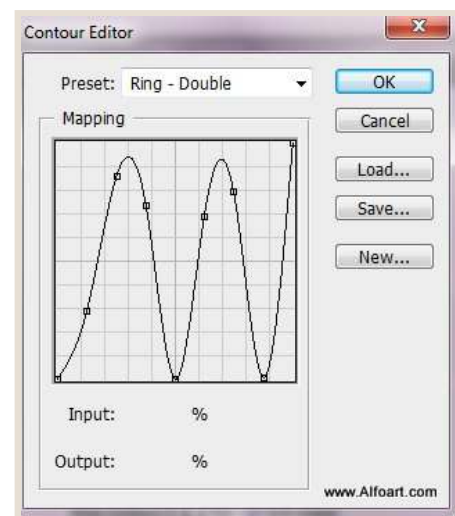 Contour Editor
Preset: Ring - Double
OK
Mapping
Cancel
Load...
Save...
New...
Input: %
Output: %
www.Alfoart.com